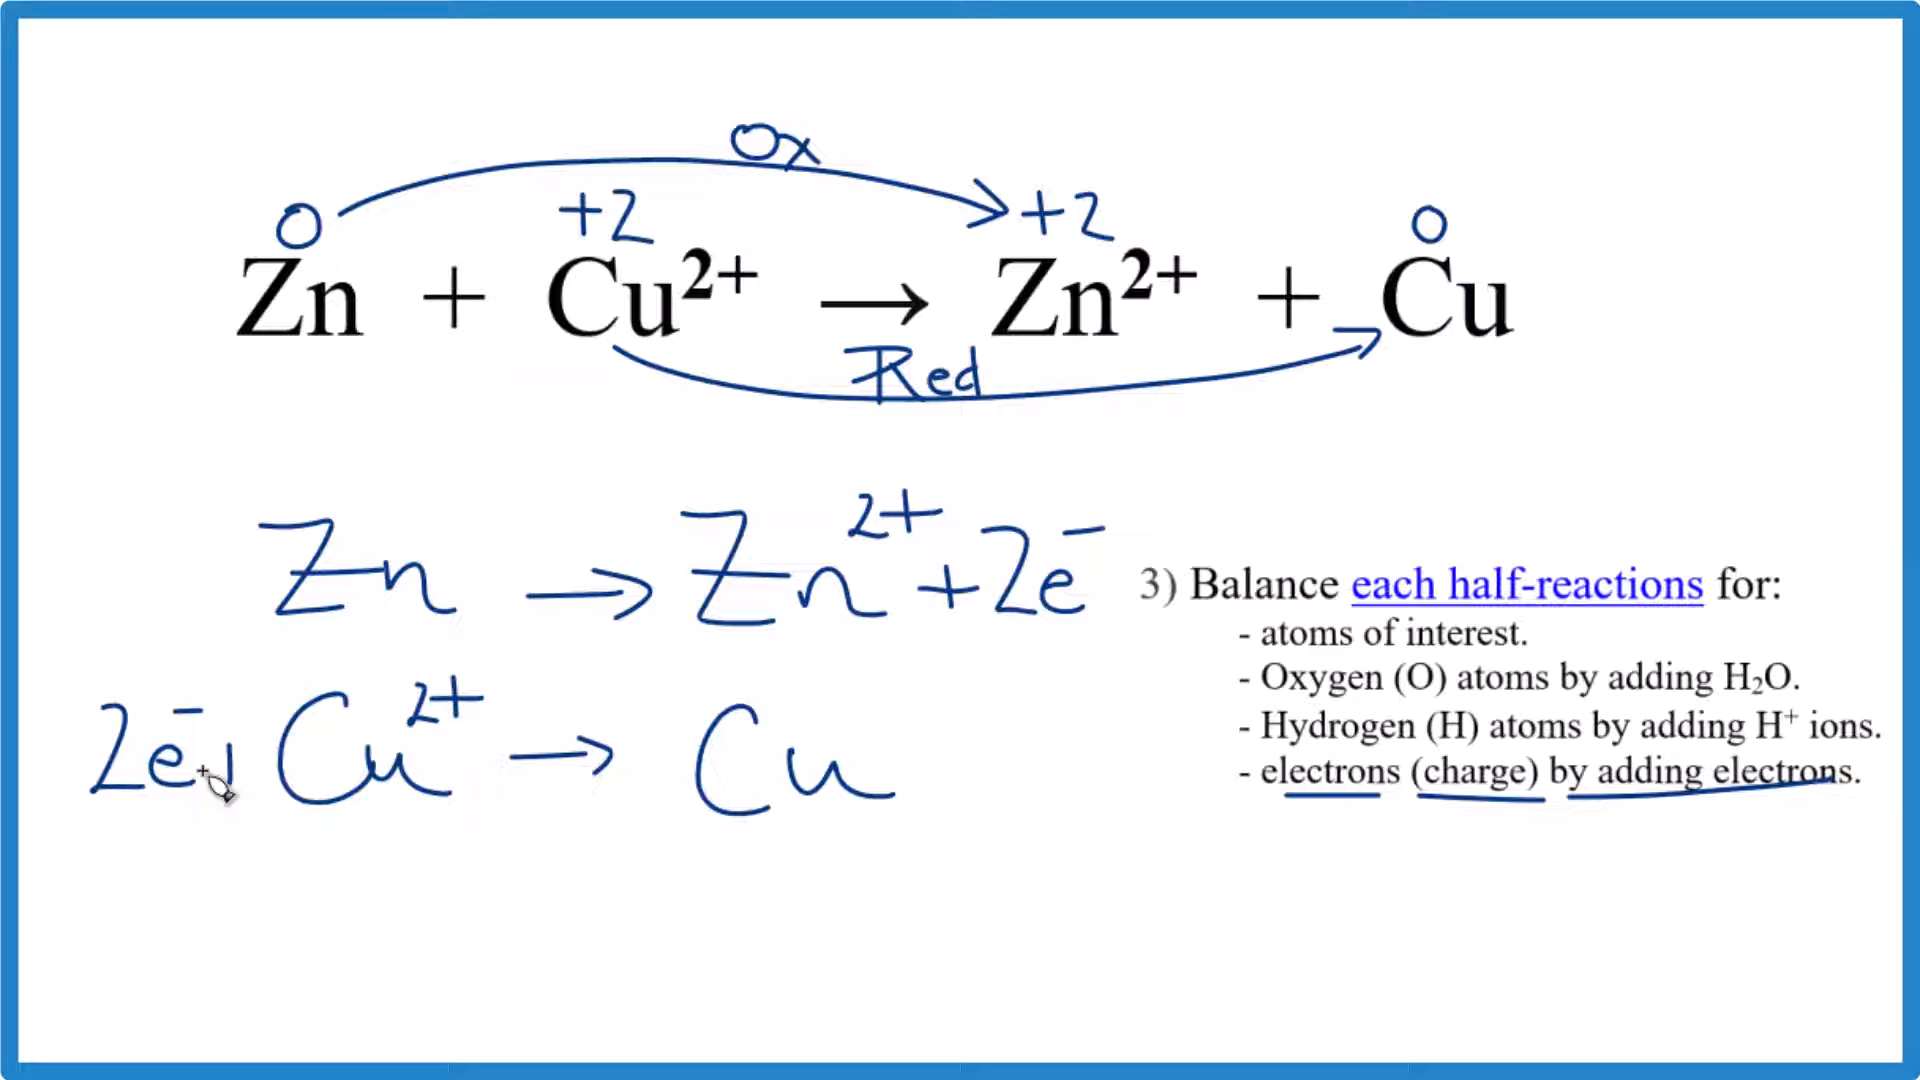 Ox
0 +2 +2 0
Zn + Cu²⁺ → Zn²⁺ + Cu
Red
Zn → Zn²⁺ + 2e⁻
3) Balance each half-reactions for:
- atoms of interest.
- Oxygen (O) atoms by adding H₂O.
- Hydrogen (H) atoms by adding H⁺ ions.
- electrons (charge) by adding electrons.
2e⁻ + Cu²⁺ → Cu